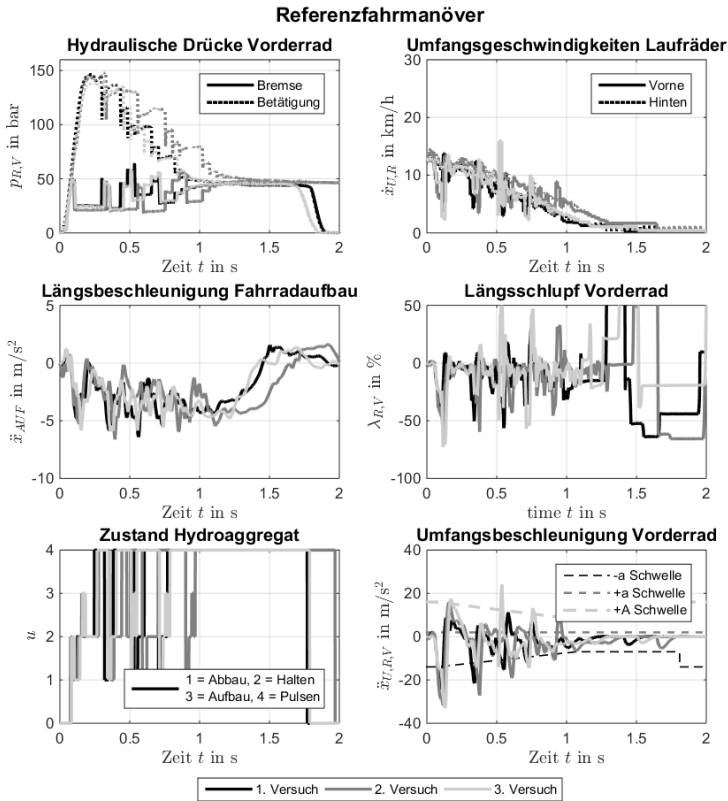 Referenzfahrmanöver
Hydraulische Drücke Vorderrad
150
100
50
0
p_{R,V} in bar
Bremse
Betätigung
0 0.5 1 1.5 2
Zeit t in s
Umfangsgeschwindigkeiten Laufräder
30
20
10
0
ẋ_{U,R} in km/h
Vorne
Hinten
0 0.5 1 1.5 2
Zeit t in s
Längsbeschleunigung Fahrradaufbau
5
0
-5
-10
ẍ_{AUF} in m/s²
0 0.5 1 1.5 2
Zeit t in s
Längsschlupf Vorderrad
50
0
-50
-100
λ_{R,V} in %
0 0.5 1 1.5 2
time t in s
Zustand Hydroaggregat
4
3
2
1
0
u
1 = Abbau, 2 = Halten
3 = Aufbau, 4 = Pulsen
0 0.5 1 1.5 2
Zeit t in s
Umfangsbeschleunigung Vorderrad
40
20
0
-20
-40
ẍ_{U,R,V} in m/s²
-a Schwelle
+a Schwelle
+A Schwelle
0 0.5 1 1.5 2
Zeit t in s
1. Versuch 2. Versuch 3. Versuch